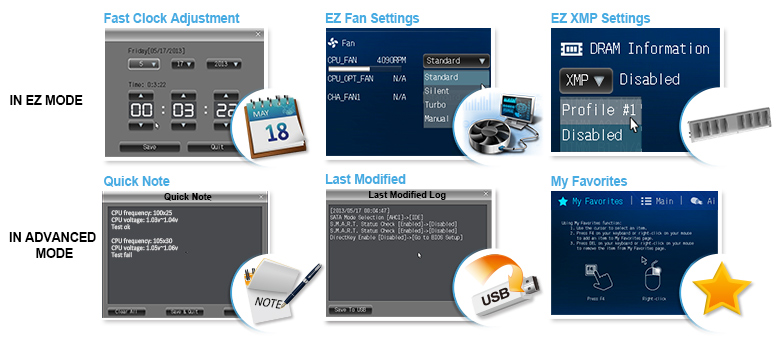 Fast Clock Adjustment
EZ Fan Settings
EZ XMP Settings
IN EZ MODE
Friday[05/17/2013]
5 17 2013
Time: 0:3:22
00 : 03 : 22
Save Quit
MAY
18
Fan
CPU_FAN 4090RPM Standard
CPU_OPT_FAN N/A Standard
CHA_FAN1 N/A Silent
Turbo
Manual
DRAM Information
XMP Disabled
Profile #1
Disabled
Quick Note
Last Modified
My Favorites
IN ADVANCED
MODE
Quick Note
CPU frequency: 100x25
CPU voltage: 1.03v~1.04v
Test ok
CPU frequency: 105x30
CPU voltage: 1.05v~1.06v
Test fail
Clear All Save & Quit
NOTE
Last Modified Log
[2013/05/17 00:04:47]
SATA Mode Selection [AHCI]->[IDE]
S.M.A.R.T. Status Check [Enabled]->[Disabled]
S.M.A.R.T. Status Check [Enabled]->[Disabled]
DirectKey Enable [Disabled]->[Go to BIOS Setup]
Save To USB
USB
My Favorites Main Ai
Using My Favorites function:
1. Use the cursor to select an item.
2. Press F4 on your keyboard or right-click on your mouse
to add an item to My Favorites page.
3. Press DEL on your keyboard or right-click on your mouse
to remove the item from My Favorites page.
Press F4 Right-click